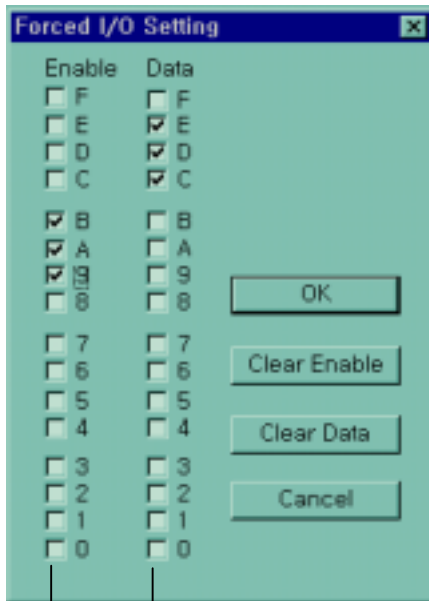 Forced I/O Setting
Enable Data
F F
E E
D D
C C
B B
A A
9 9
8 8
OK
7 7
6 6
Clear Enable
5 5
4 4
Clear Data
3 3
2 2
Cancel
1 1
0 0